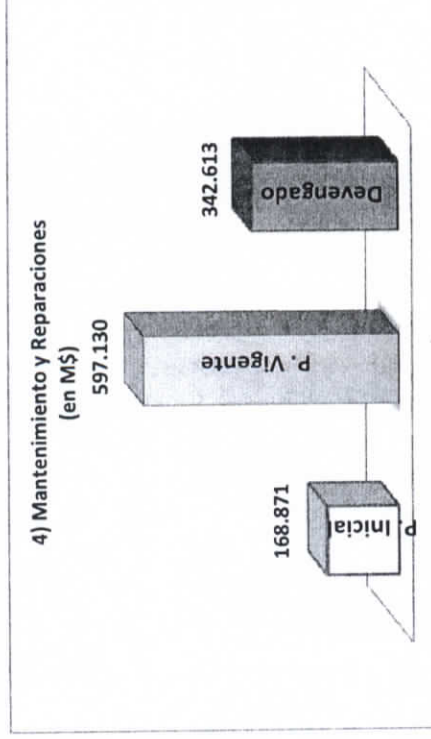 4) Mantenimiento y Reparaciones
(en M$)
168.871
597.130
342.613
P. Inicial
P. Vigente
Devengado